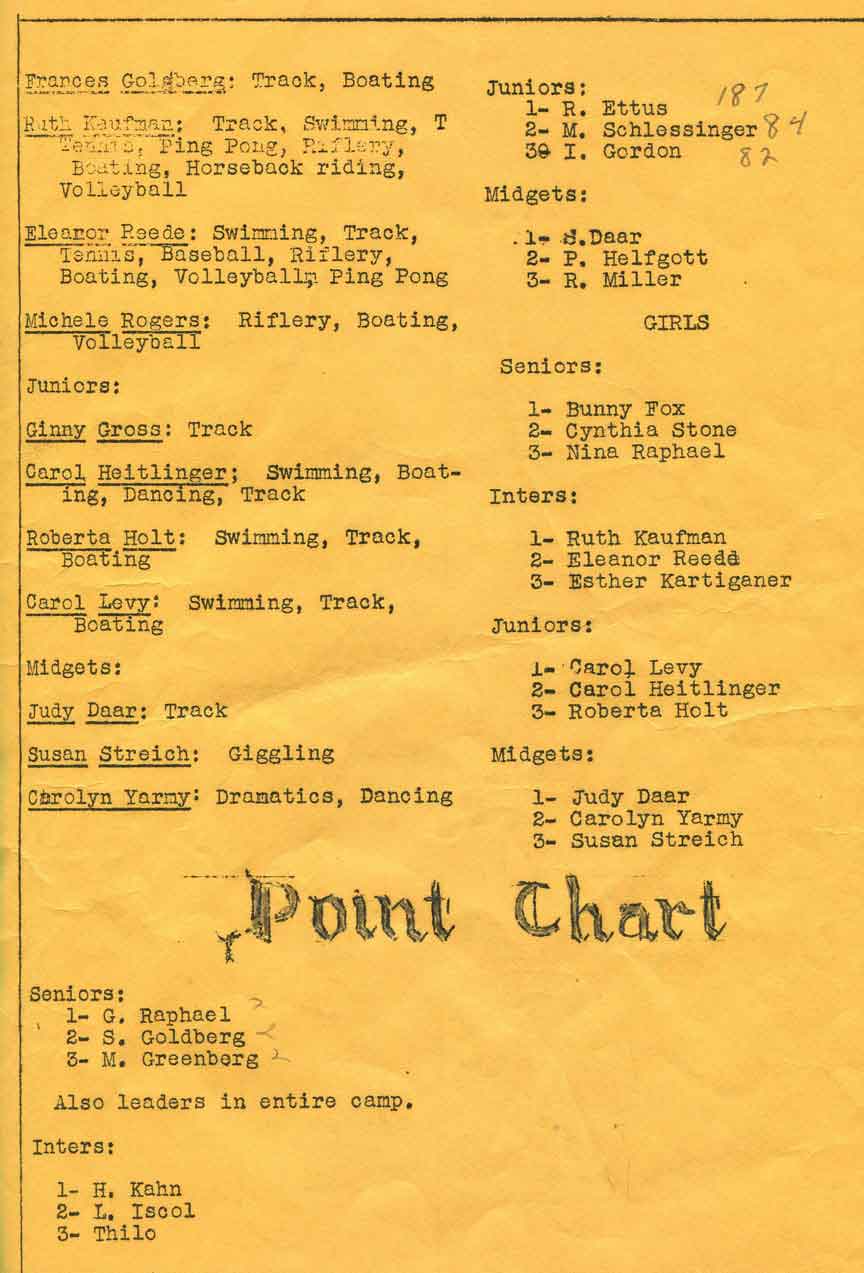 Frances Goldberg: Track, Boating
Ruth Kaufman: Track, Swimming, T
Tennis, Ping Pong, Riflery,
Boating, Horseback riding,
Volleyball
Eleanor Reede: Swimming, Track,
Tennis, Baseball, Riflery,
Boating, Volleyball, Ping Pong
Michele Rogers: Riflery, Boating,
Volleyball
Juniors:
Ginny Gross: Track
Carol Heitlinger; Swimming, Boat-
ing, Dancing, Track
Roberta Holt: Swimming, Track,
Boating
Carol Levy: Swimming, Track,
Boating
Midgets:
Judy Daar: Track
Susan Streich: Giggling
Carolyn Yarmy: Dramatics, Dancing
Point Chart
Seniors:
1- G. Raphael
2- S. Goldberg
3- M. Greenberg
Also leaders in entire camp.
Inters:
1- H. Kahn
2- L. Iscol
3- Thilo
Juniors:
1- R. Ettus 187
2- M. Schlessinger 84
3- I. Gordon 82
Midgets:
1- S.Daar
2- P. Helfgott
3- R. Miller
GIRLS
Seniors:
1- Bunny Fox
2- Cynthia Stone
3- Nina Raphael
Inters:
1- Ruth Kaufman
2- Eleanor Reedd
3- Esther Kartiganer
Juniors:
1- Carol Levy
2- Carol Heitlinger
3- Roberta Holt
Midgets:
1- Judy Daar
2- Carolyn Yarmy
3- Susan Streich